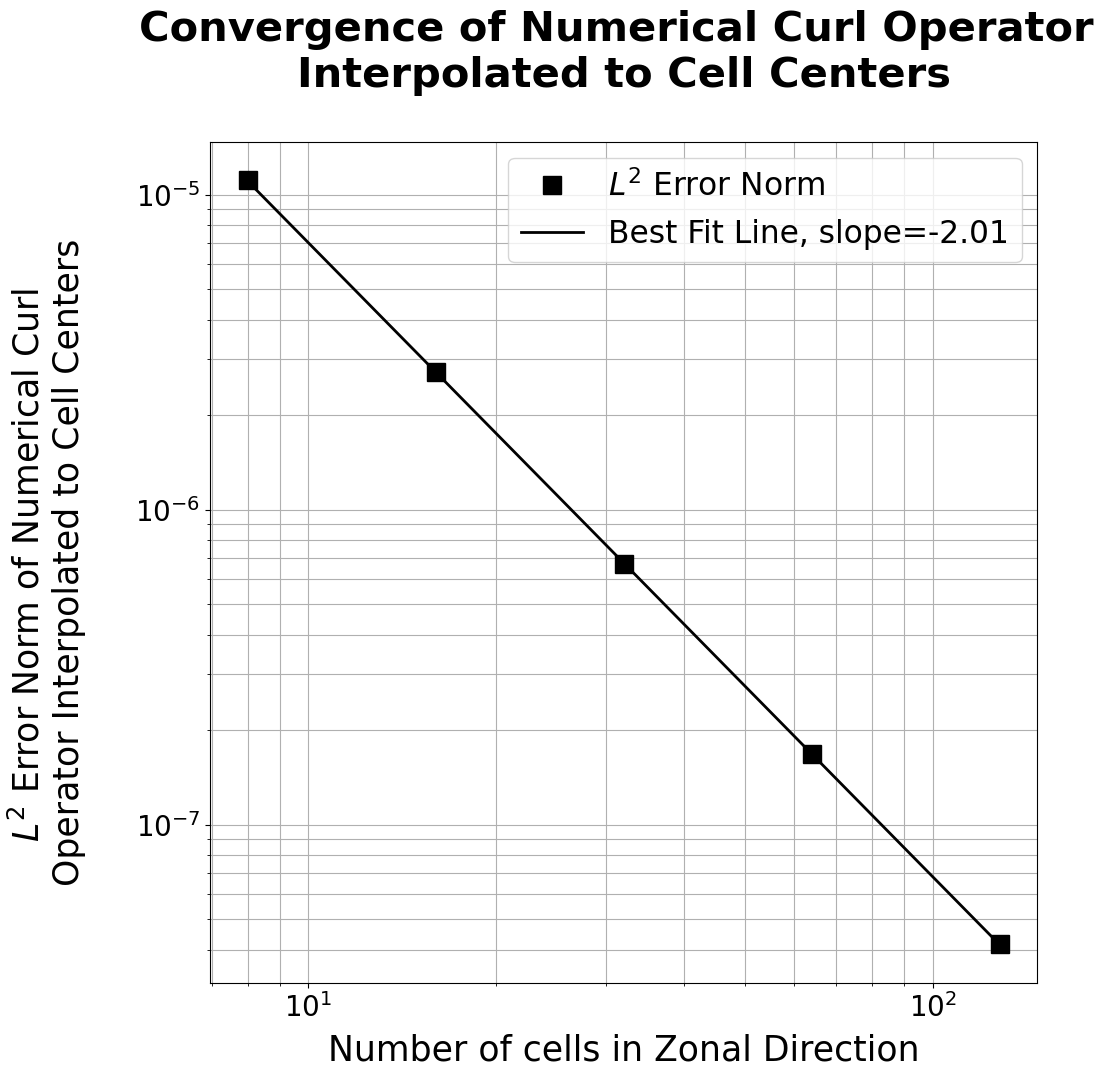 Convergence of Numerical Curl Operator
Interpolated to Cell Centers
L² Error Norm
Best Fit Line, slope=-2.01
L² Error Norm of Numerical Curl
Operator Interpolated to Cell Centers
10⁻⁵
10⁻⁶
10⁻⁷
10¹
10²
Number of cells in Zonal Direction